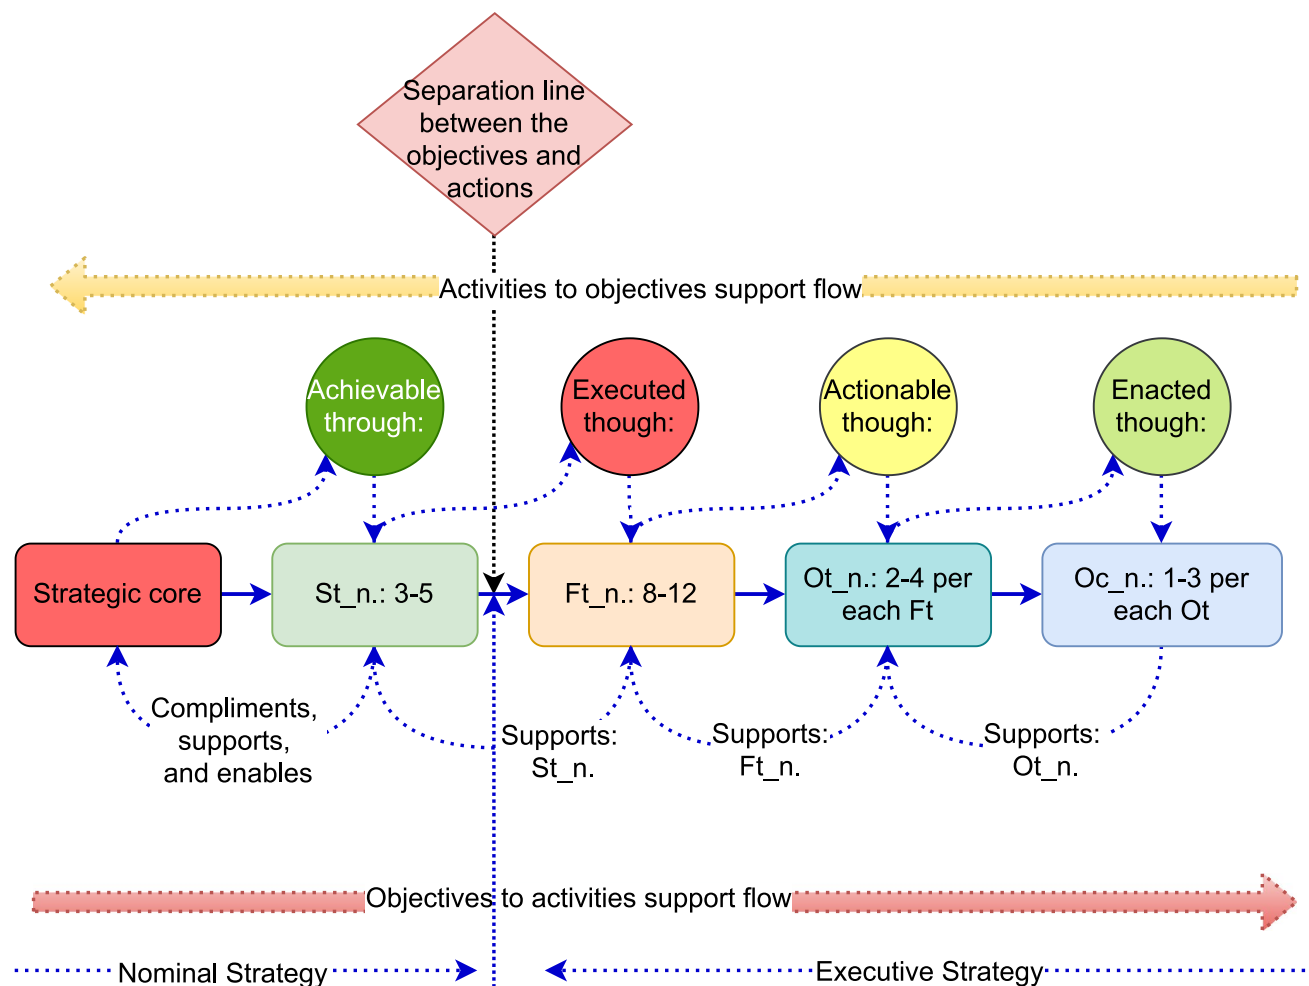 Separation line
between the
objectives and
actions
Activities to objectives support flow
Achievable
through:
Executed
though:
Actionable
though:
Enacted
though:
Strategic core
St_n.: 3-5
Ft_n.: 8-12
Ot_n.: 2-4 per
each Ft
Oc_n.: 1-3 per
each Ot
Compliments,
supports,
and enables
Supports:
St_n.
Supports:
Ft_n.
Supports:
Ot_n.
Objectives to activities support flow
Nominal Strategy
Executive Strategy